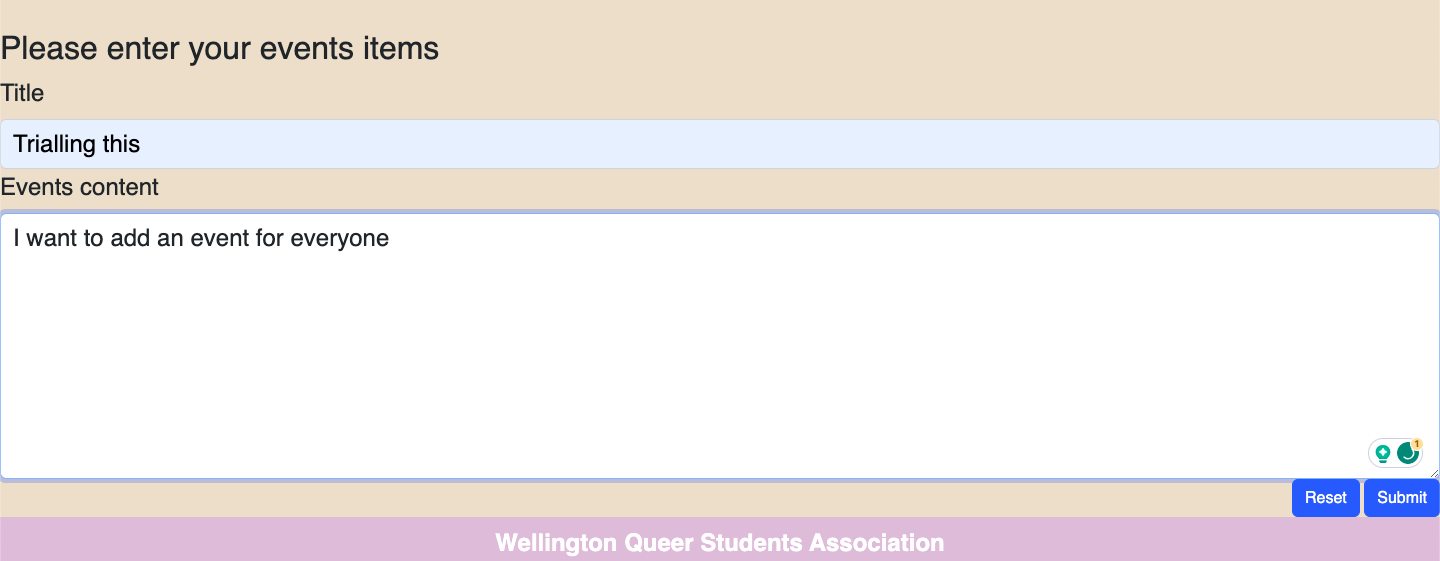 Please enter your events items
Title
Trialling this
Events content
I want to add an event for everyone
1
Reset Submit
Wellington Queer Students Association